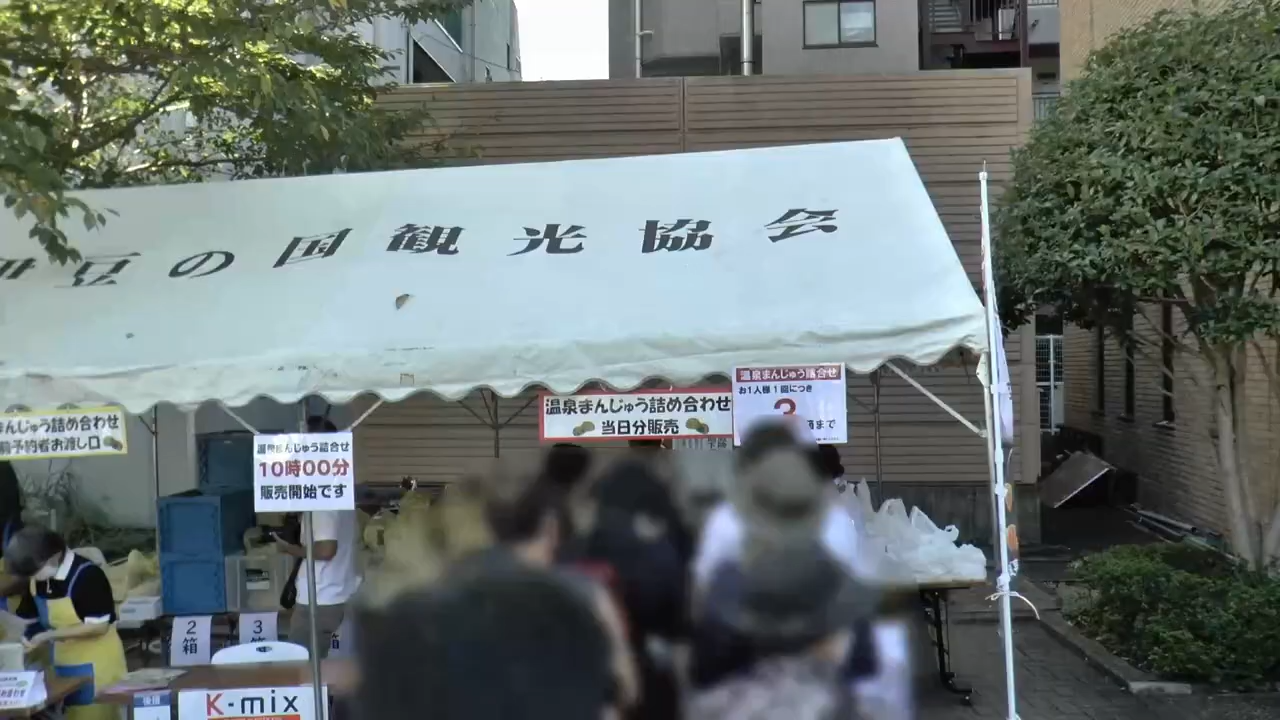 伊豆の国観光協会
温泉まんじゅう詰め合わせ
予約者お渡し口
温泉まんじゅう詰合せ
10時00分
販売開始です
温泉まんじゅう詰め合わせ
当日分販売
温泉まんじゅう詰合せ
お1人様1回につき
まで
2
箱
3
K-mix